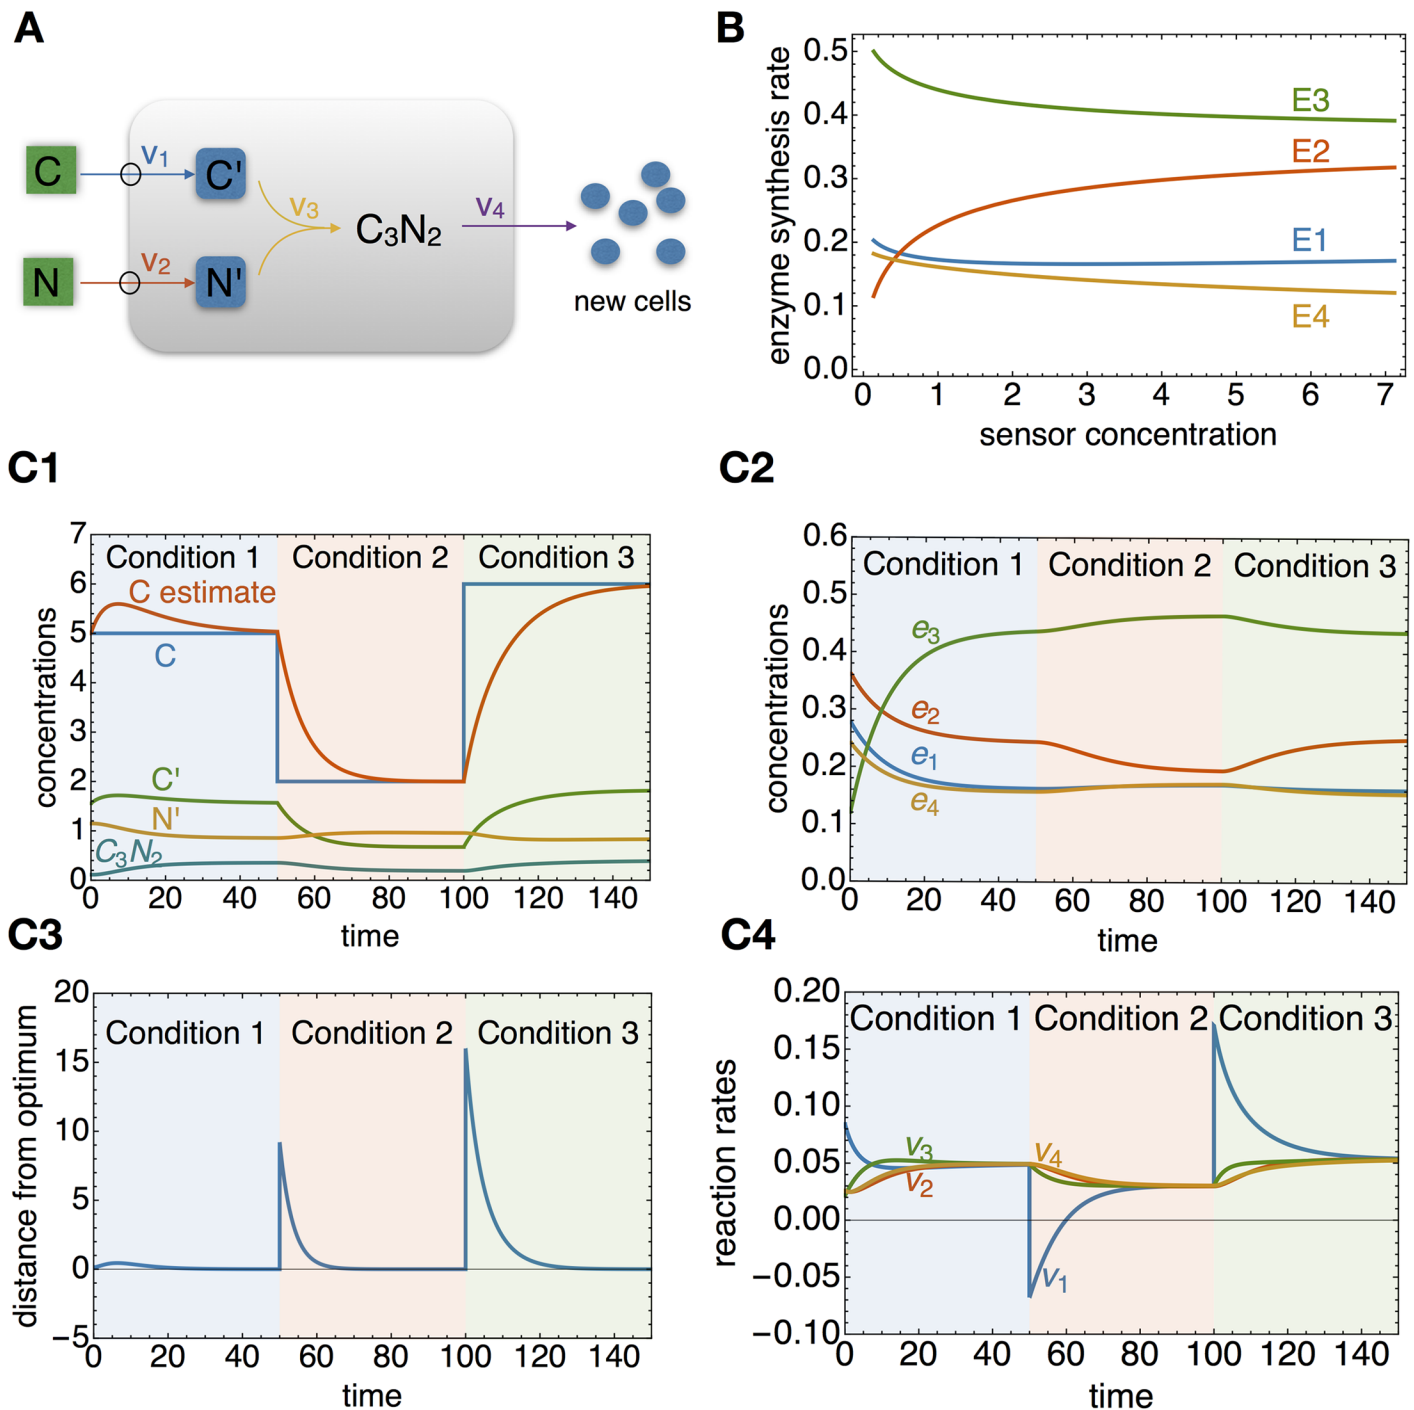 A
C
v1
C'
v3
C3N2
v4
N
v2
N'
new cells
B
enzyme synthesis rate
0.5
0.4
0.3
0.2
0.1
0.0
E3
E2
E1
E4
0 1 2 3 4 5 6 7
sensor concentration
C1
concentrations
7
6
5
4
3
2
1
0
Condition 1 Condition 2 Condition 3
C estimate
C
C'
N'
C3N2
0 20 40 60 80 100 120 140
time
C2
concentrations
0.6
0.5
0.4
0.3
0.2
0.1
0.0
Condition 1 Condition 2 Condition 3
e3
e2
e1
e4
0 20 40 60 80 100 120 140
time
C3
distance from optimum
20
15
10
5
0
−5
Condition 1 Condition 2 Condition 3
0 20 40 60 80 100 120 140
time
C4
reaction rates
0.20
0.15
0.10
0.05
0.00
−0.05
−0.10
Condition 1 Condition 2 Condition 3
v3
v2
v4
v1
0 20 40 60 80 100 120 140
time